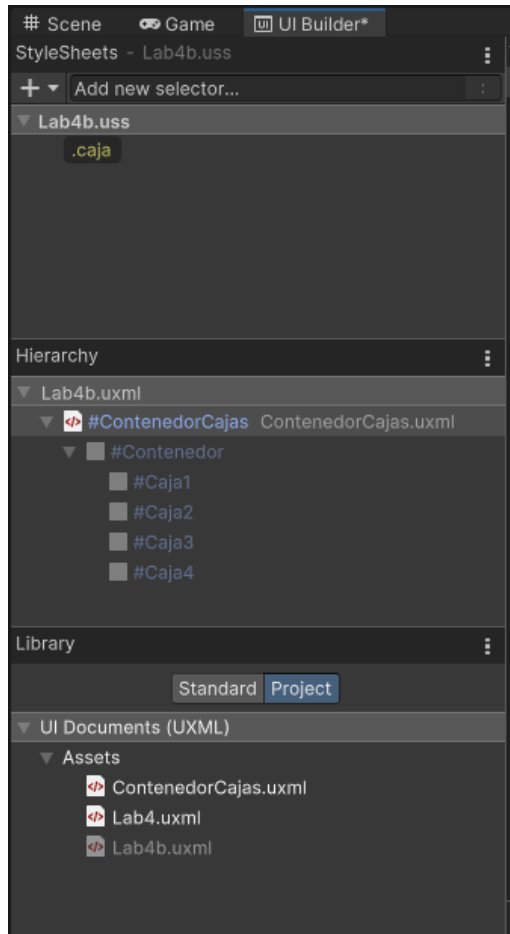 Scene Game UI Builder*
StyleSheets - Lab4b.uss
Add new selector...
Lab4b.uss
.caja
Hierarchy
Lab4b.uxml
#ContenedorCajas ContenedorCajas.uxml
#Contenedor
#Caja1
#Caja2
#Caja3
#Caja4
Library
Standard Project
UI Documents (UXML)
Assets
ContenedorCajas.uxml
Lab4.uxml
Lab4b.uxml